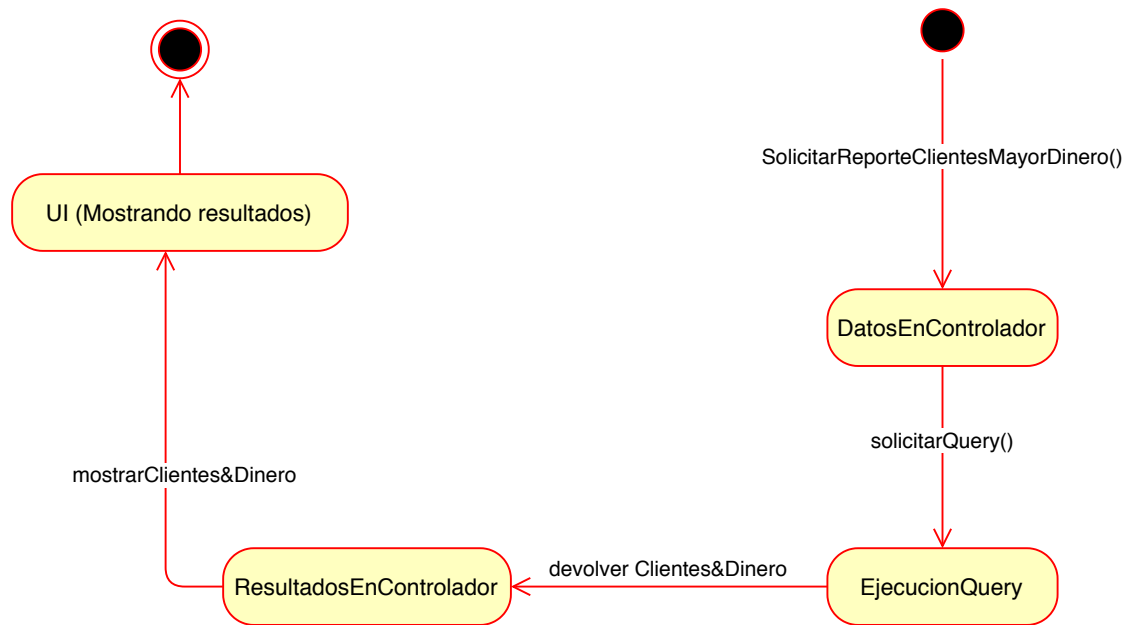 SolicitarReporteClientesMayorDinero()
UI (Mostrando resultados)
DatosEnControlador
solicitarQuery()
mostrarClientes&Dinero
devolver Clientes&Dinero
ResultadosEnControlador
EjecucionQuery